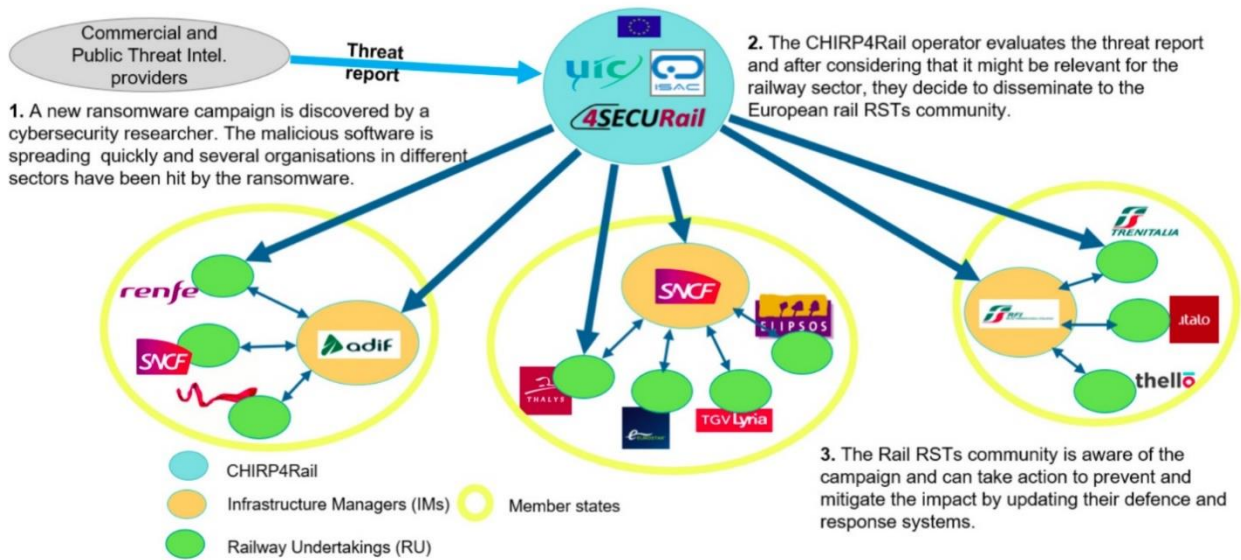 Commercial and
Public Threat Intel.
providers
Threat
report
uic
iSAC
4SECURail
1. A new ransomware campaign is discovered by a
cybersecurity researcher. The malicious software is
spreading quickly and several organisations in different
sectors have been hit by the ransomware.
2. The CHIRP4Rail operator evaluates the threat report
and after considering that it might be relevant for the
railway sector, they decide to disseminate to the
European rail RSTs community.
renfe
SNCF
adif
SNCF
ELIPSOS
THALYS
TGV Lyria
TRENITALIA
RFI
.italo
thello
3. The Rail RSTs community is aware of the
campaign and can take action to prevent and
mitigate the impact by updating their defence and
response systems.
CHIRP4Rail
Infrastructure Managers (IMs)
Member states
Railway Undertakings (RU)